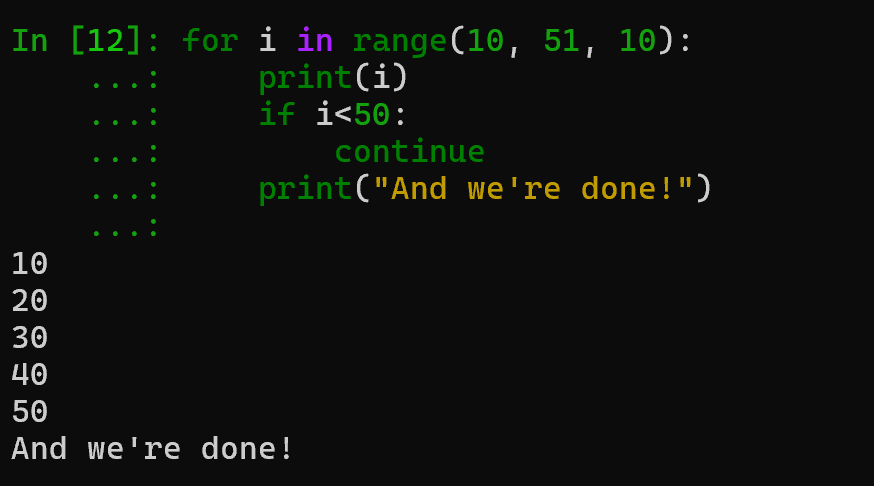 In [12]: for i in range(10, 51, 10):
    ...:     print(i)
    ...:     if i<50:
    ...:         continue
    ...:     print("And we're done!")
    ...:
10
20
30
40
50
And we're done!